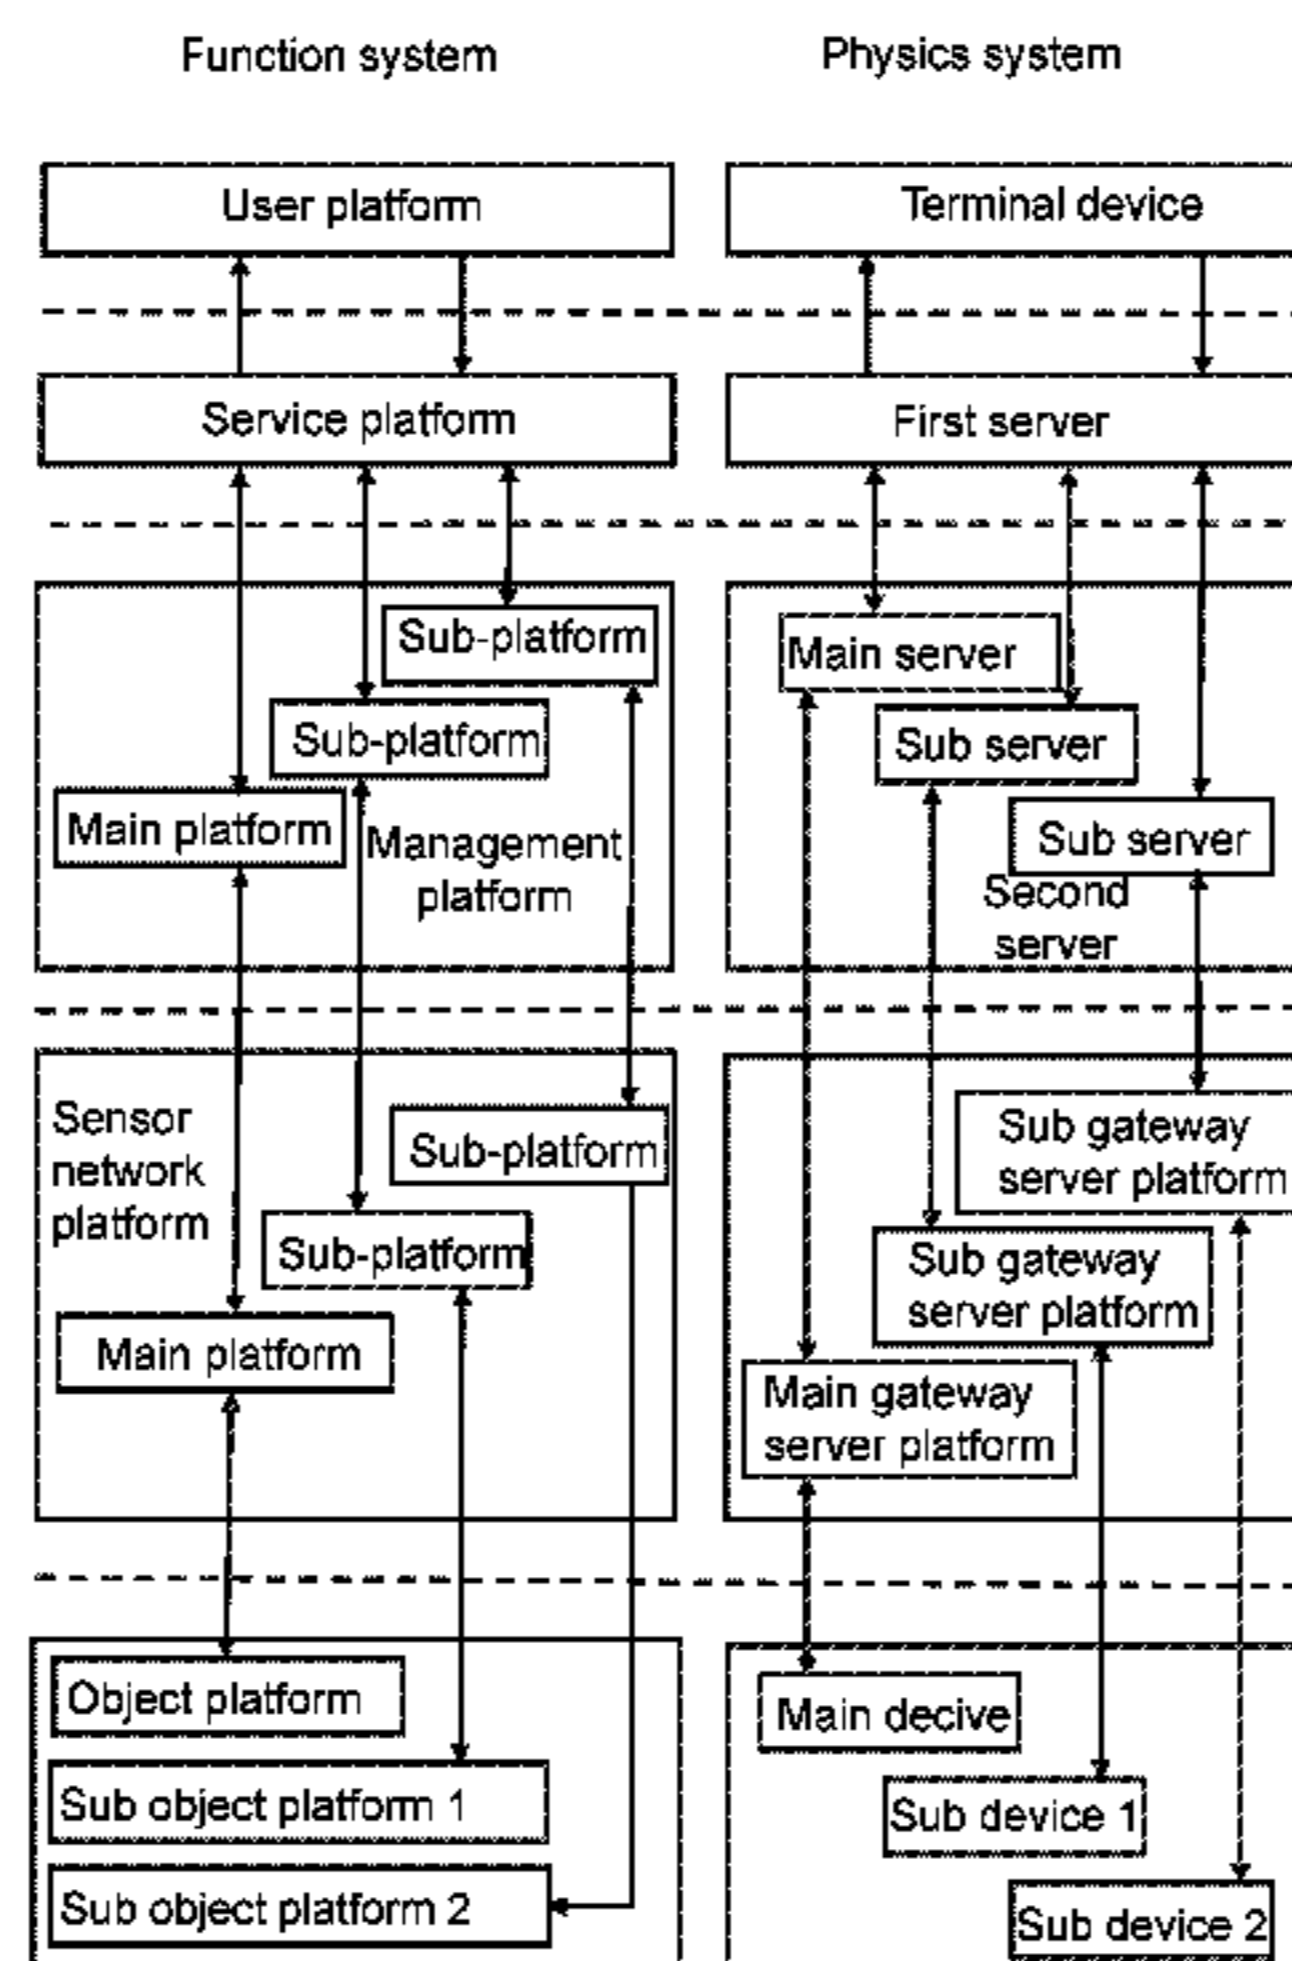 Function system
Physics system
User platform
Terminal device
Service platform
First server
Sub-platform
Sub-platform
Main platform
Management
platform
Main server
Sub server
Sub server
Second
server
Sensor
network
platform
Sub-platform
Sub-platform
Main platform
Sub gateway
server platform
Sub gateway
server platform
Main gateway
server platform
Object platform
Sub object platform 1
Sub object platform 2
Main decive
Sub device 1
Sub device 2